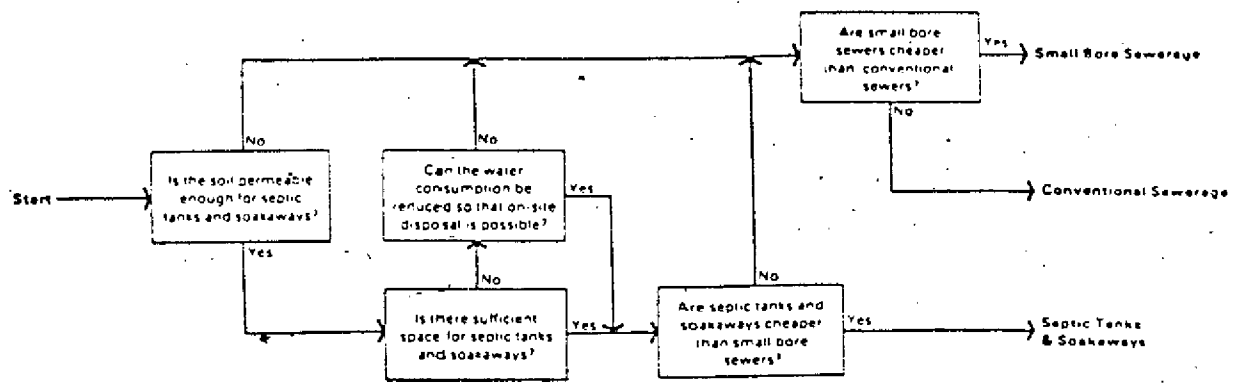 Are small bore
sewers cheaper
than conventional
sewers?
Yes
Small Bore Sewerage
No
Conventional Sewerage
No
Is the soil permeable
enough for septic
tanks and soakaways?
Start
Yes
No
Can the water
consumption be
reduced so that on-site
disposal is possible?
Yes
No
Is there sufficient
space for septic tanks
and soakaways?
Yes
No
Are septic tanks and
soakaways cheaper
than small bore
sewers?
Yes
Septic Tanks
& Soakaways